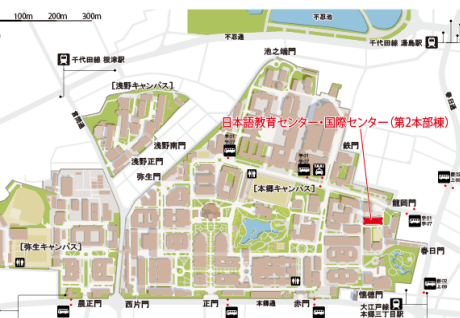 100m 200m 300m
不忍池
不忍通
池之端門
千代田線 湯島駅
千代田線 根津駅
[浅野キャンパス]
春日通
言問通
日本語教育センター・国際センター(第2本部棟)
浅野南門
鉄門
浅野正門
弥生門
[本郷キャンパス]
龍岡門
[弥生キャンパス]
春日門
農正門
西片門
正門
本郷通
赤門
懐徳門
大江戸線
本郷三丁目駅